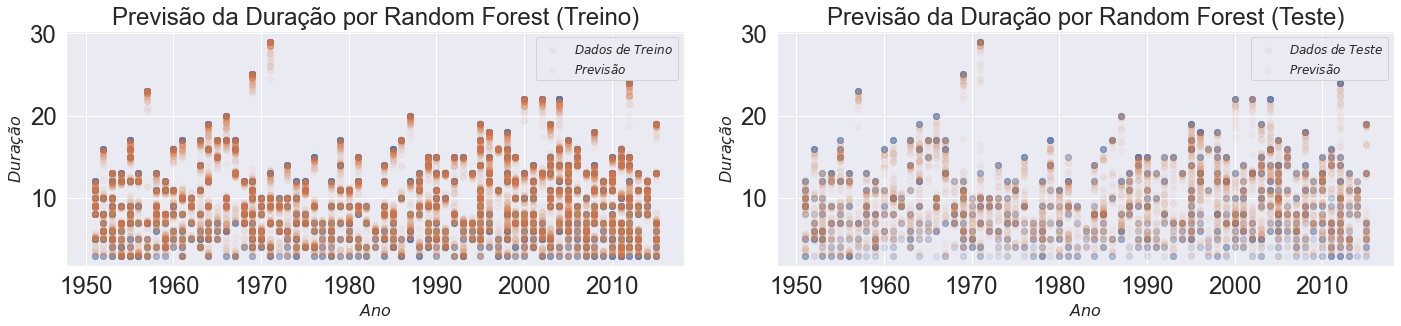 Previsão da Duração por Random Forest (Treino)
Dados de Treino
Previsão
30
20
10
Duração
1950 1960 1970 1980 1990 2000 2010
Ano
Previsão da Duração por Random Forest (Teste)
Dados de Teste
Previsão
30
20
10
Duração
1950 1960 1970 1980 1990 2000 2010
Ano